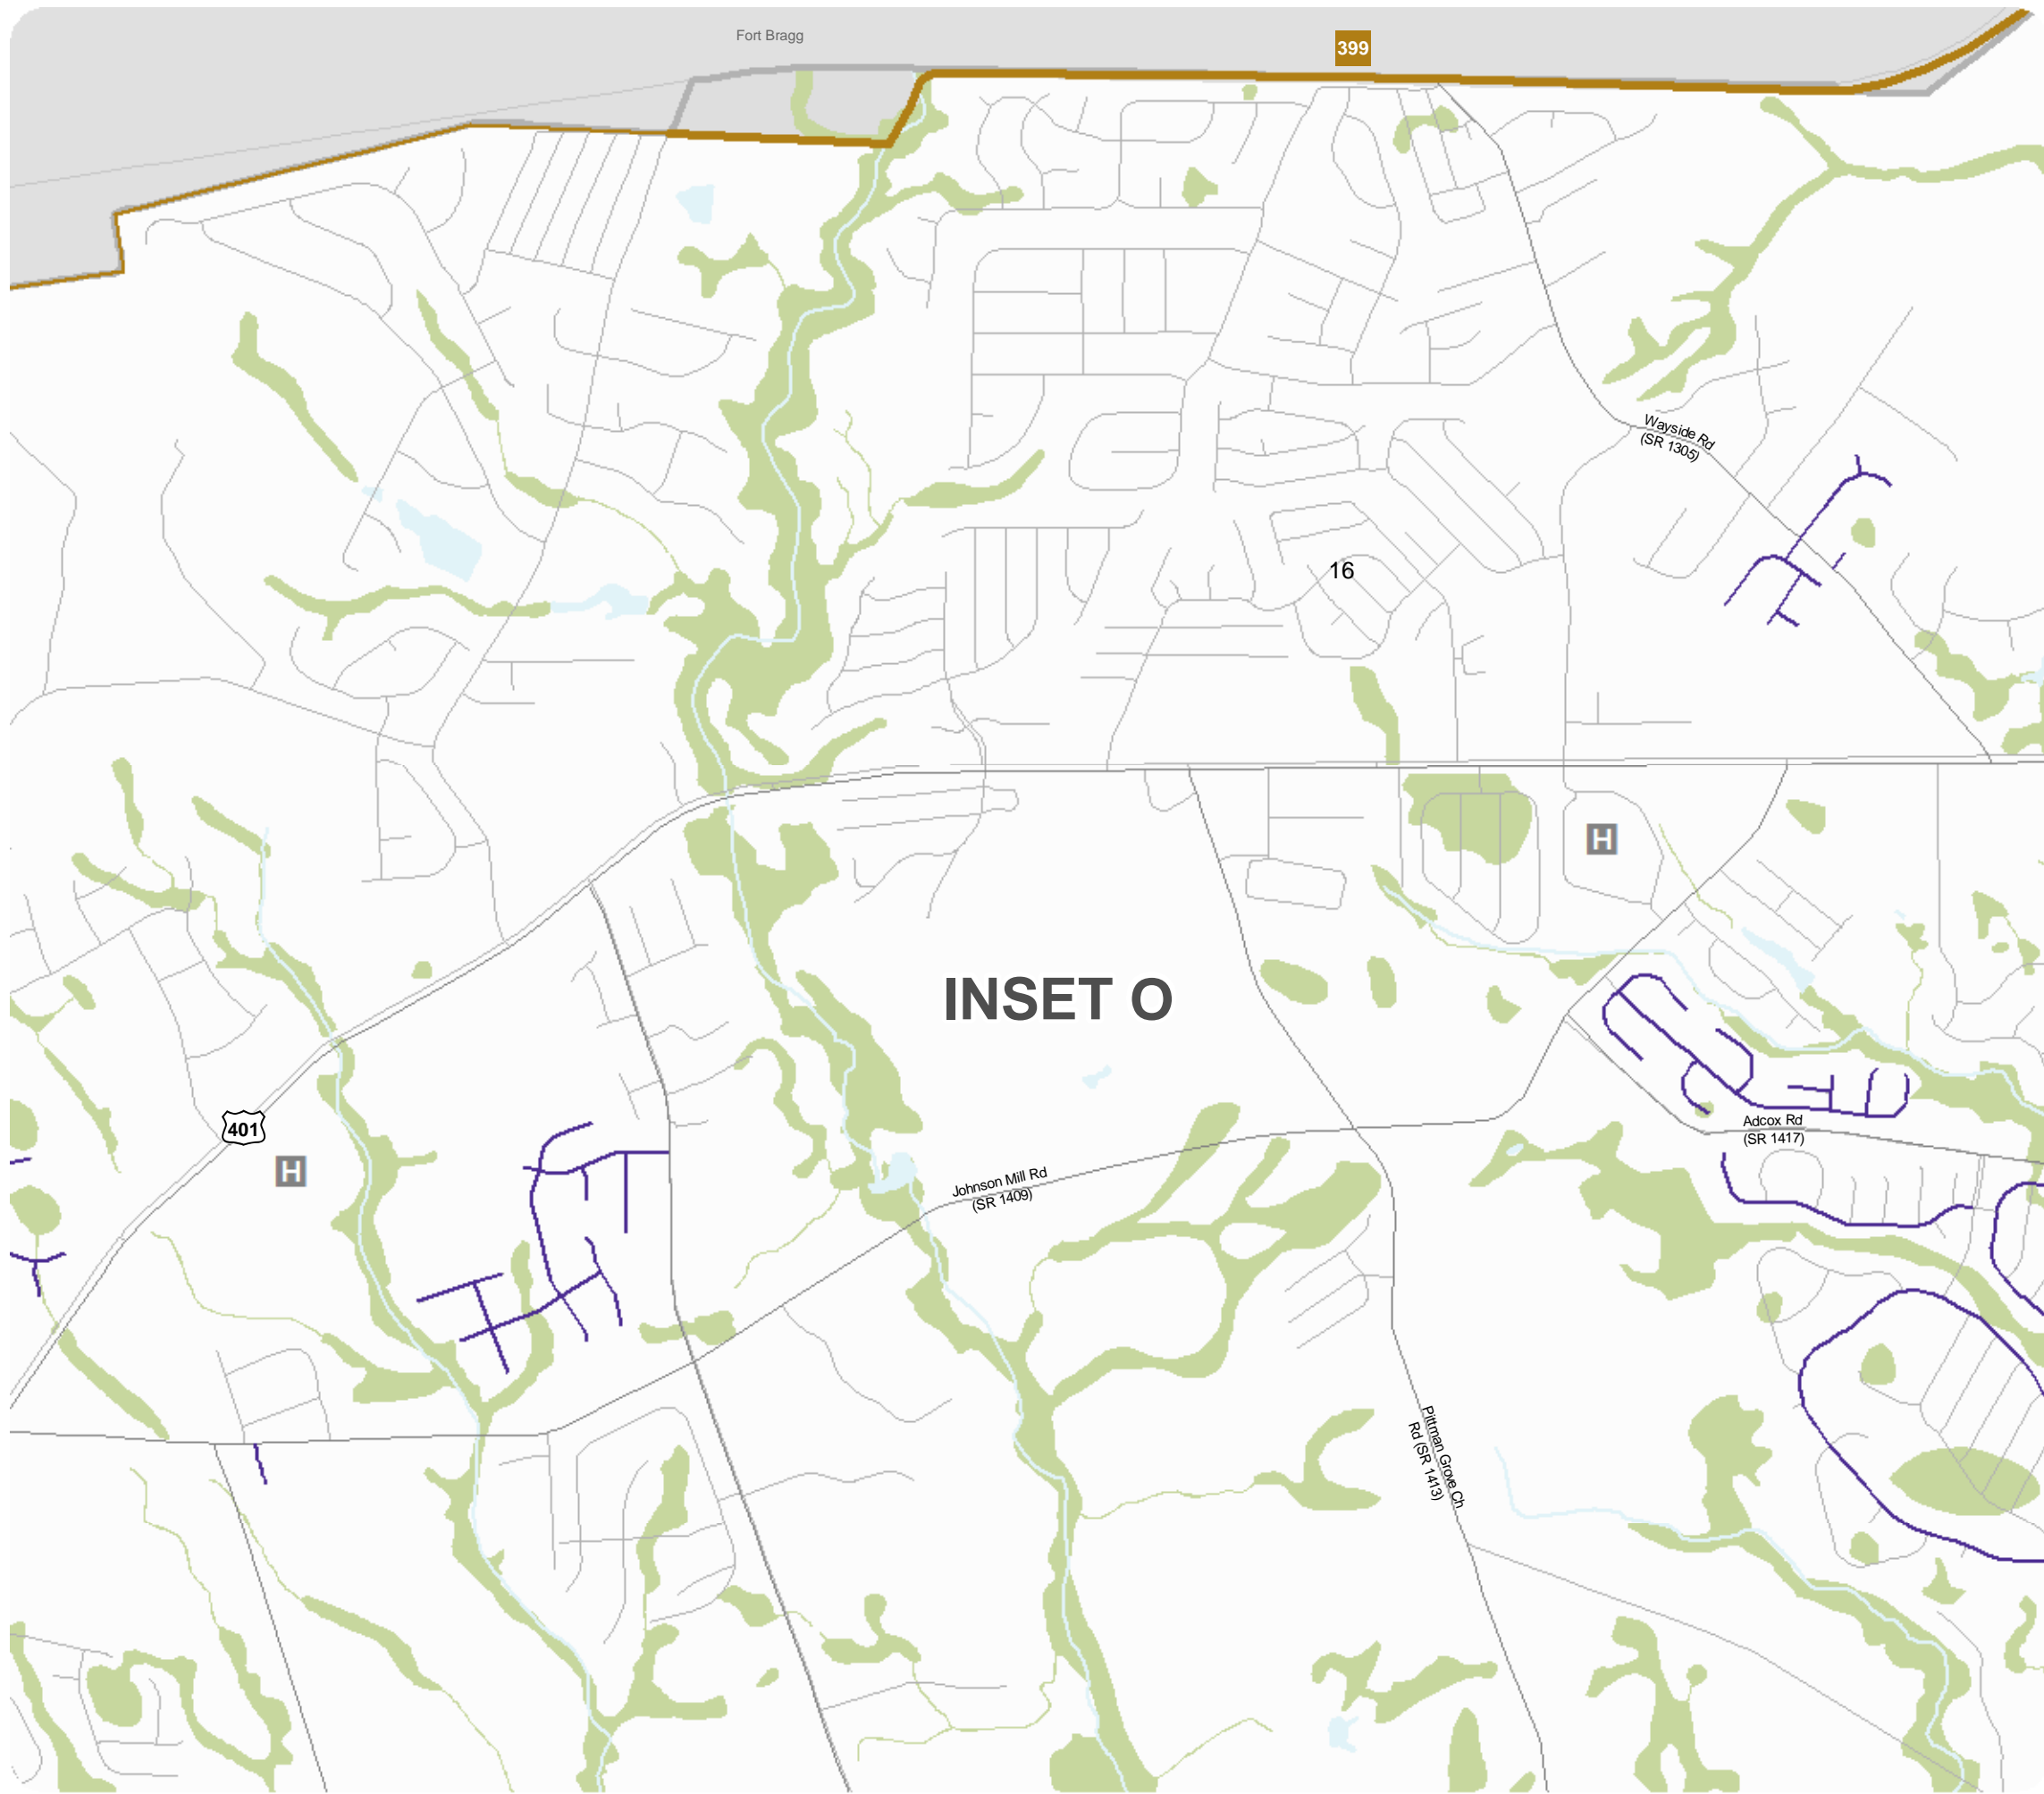 Fort Bragg
399
Wayside Rd
(SR 1305)
16
H
INSET O
401
H
Adcox Rd
(SR 1417)
Johnson Mill Rd
(SR 1409)
Pittman Grove Ch
Rd (SR 1413)